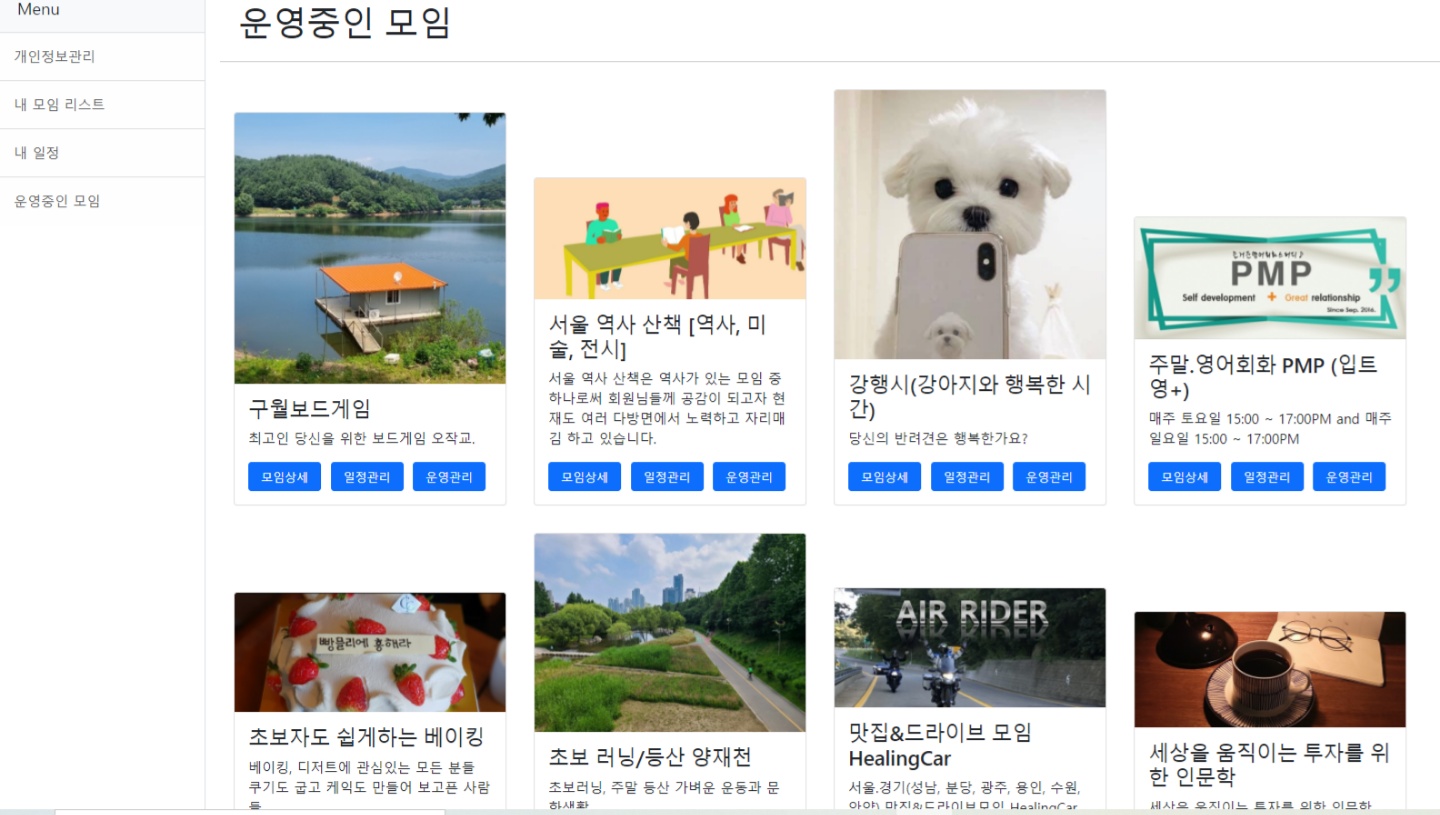 Menu
개인정보관리
내 모임 리스트
내 일정
운영중인 모임
운영중인 모임
구월보드게임
최고인 당신을 위한 보드게임 오작교.
모임상세 일정관리 운영관리
서울 역사 산책 [역사, 미
술, 전시]
서울 역사 산책은 역사가 있는 모임 중
하나로써 회원님들께 공감이 되고자 현
재도 여러 다방면에서 노력하고 자리매
김 하고 있습니다.
모임상세 일정관리 운영관리
강행시(강아지와 행복한 시
간)
당신의 반려견은 행복한가요?
모임상세 일정관리 운영관리
PMP
Self development + Great relationship
Since Sep. 2016.
주말.영어회화 PMP (입트
영+)
매주 토요일 15:00 ~ 17:00PM and 매주
일요일 15:00 ~ 17:00PM
모임상세 일정관리 운영관리
빵물리에 흥해라
초보자도 쉽게하는 베이킹
베이킹, 디저트에 관심있는 모든 분들
쿠기도 굽고 케익도 만들어 보고픈 사람
들
초보 러닝/등산 양재천
초보러닝, 주말 등산 가벼운 운동과 문
화생활
AIR RIDER
맛집&드라이브 모임
HealingCar
서울.경기(성남, 분당, 광주, 용인, 수원,
안양) 맛집&드라이브모임 HealingCar
세상을 움직이는 투자를 위
한 인문학
세상을 움직이는 투자를 위한 인문학